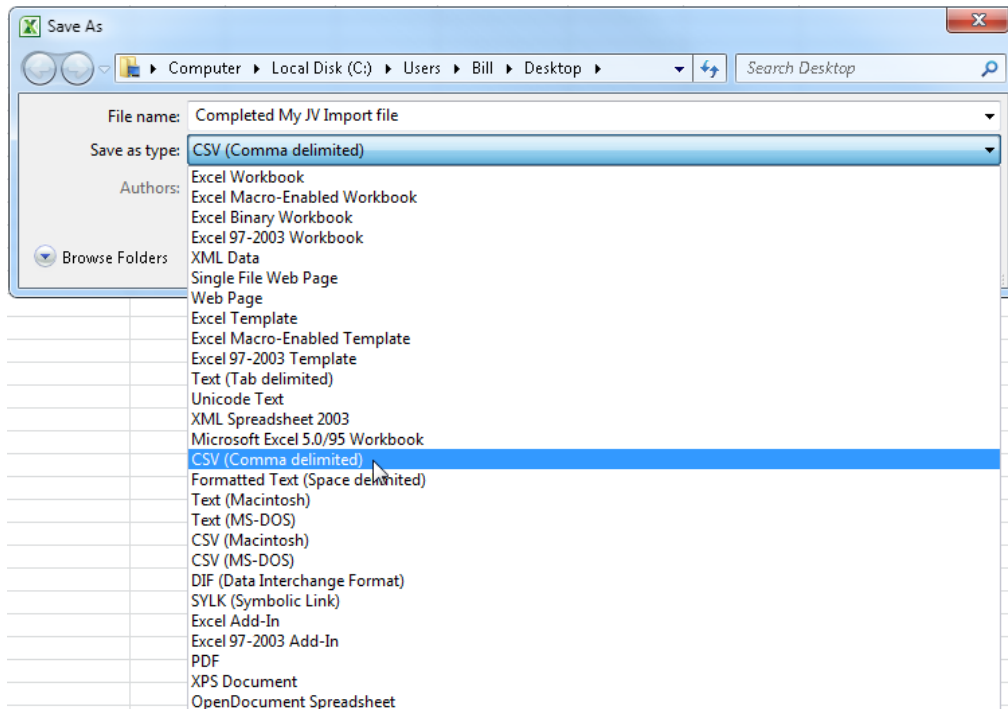 Save As
Computer Local Disk (C:) Users Bill Desktop Search Desktop
File name: Completed My JV Import file
Save as type: CSV (Comma delimited)
Authors:
Browse Folders
Excel Workbook
Excel Macro-Enabled Workbook
Excel Binary Workbook
Excel 97-2003 Workbook
XML Data
Single File Web Page
Web Page
Excel Template
Excel Macro-Enabled Template
Excel 97-2003 Template
Text (Tab delimited)
Unicode Text
XML Spreadsheet 2003
Microsoft Excel 5.0/95 Workbook
CSV (Comma delimited)
Formatted Text (Space delimited)
Text (Macintosh)
Text (MS-DOS)
CSV (Macintosh)
CSV (MS-DOS)
DIF (Data Interchange Format)
SYLK (Symbolic Link)
Excel Add-In
Excel 97-2003 Add-In
PDF
XPS Document
OpenDocument Spreadsheet